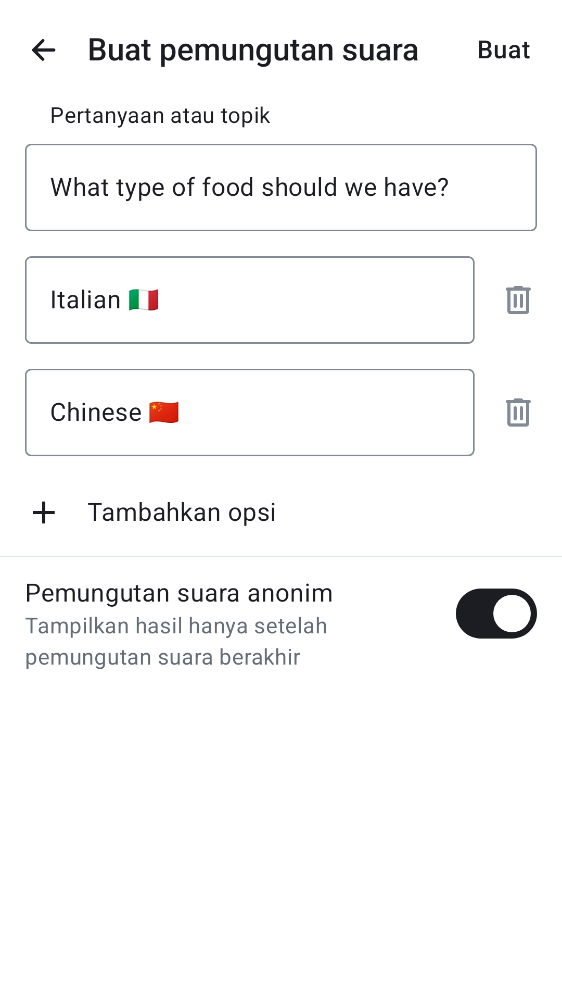 Buat pemungutan suara
Buat
Pertanyaan atau topik
What type of food should we have?
Italian 🇮🇹
Chinese 🇨🇳
Tambahkan opsi
Pemungutan suara anonim
Tampilkan hasil hanya setelah
pemungutan suara berakhir